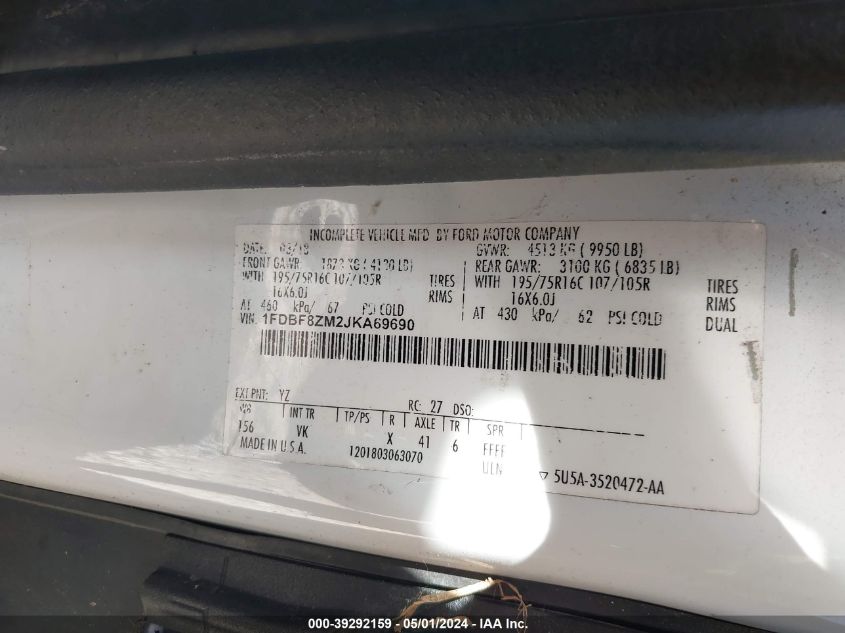 INCOMPLETE VEHICLE MFD BY FORD MOTOR COMPANY
DATE: 03/18 GVWR: 4513 KG ( 9950 LB)
FRONT GAWR: KG ( LB) REAR GAWR: 3100 KG ( 6835 LB)
WITH 195/75R16C 107/105R TIRES WITH 195/75R16C 107/105R TIRES
16X6.0J RIMS 16X6.0J RIMS
AT 460 kPa/ 67 PSI COLD AT 430 kPa/ 62 PSI COLD DUAL
VIN: 1FDBF8ZM2JKA69690
EXT PNT: YZ RC: 27 DSO:
WB INT TR TP/PS R AXLE TR SPR
156 VK X 41 6 FFFF
MADE IN U.S.A. 1201803063070
5U5A-3520472-AA
000-39292159 - 05/01/2024 - IAA Inc.